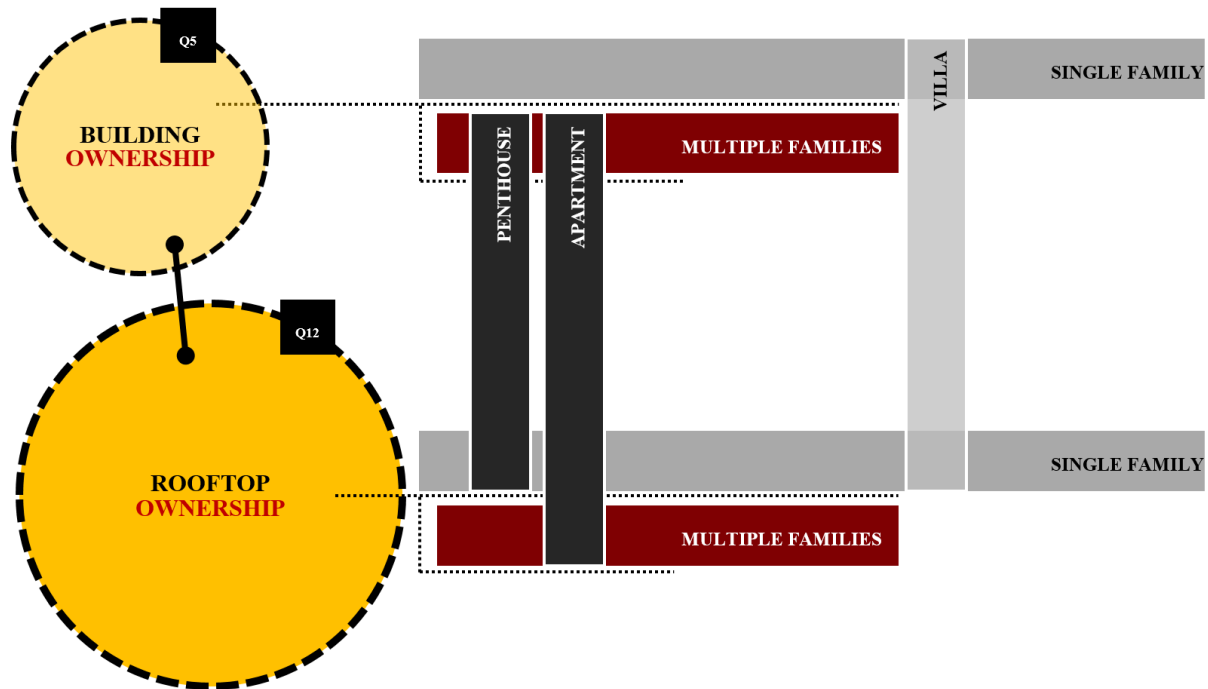 Q5
BUILDING
OWNERSHIP
SINGLE FAMILY
VILLA
MULTIPLE FAMILIES
PENTHOUSE
APARTMENT
Q12
ROOFTOP
OWNERSHIP
SINGLE FAMILY
MULTIPLE FAMILIES